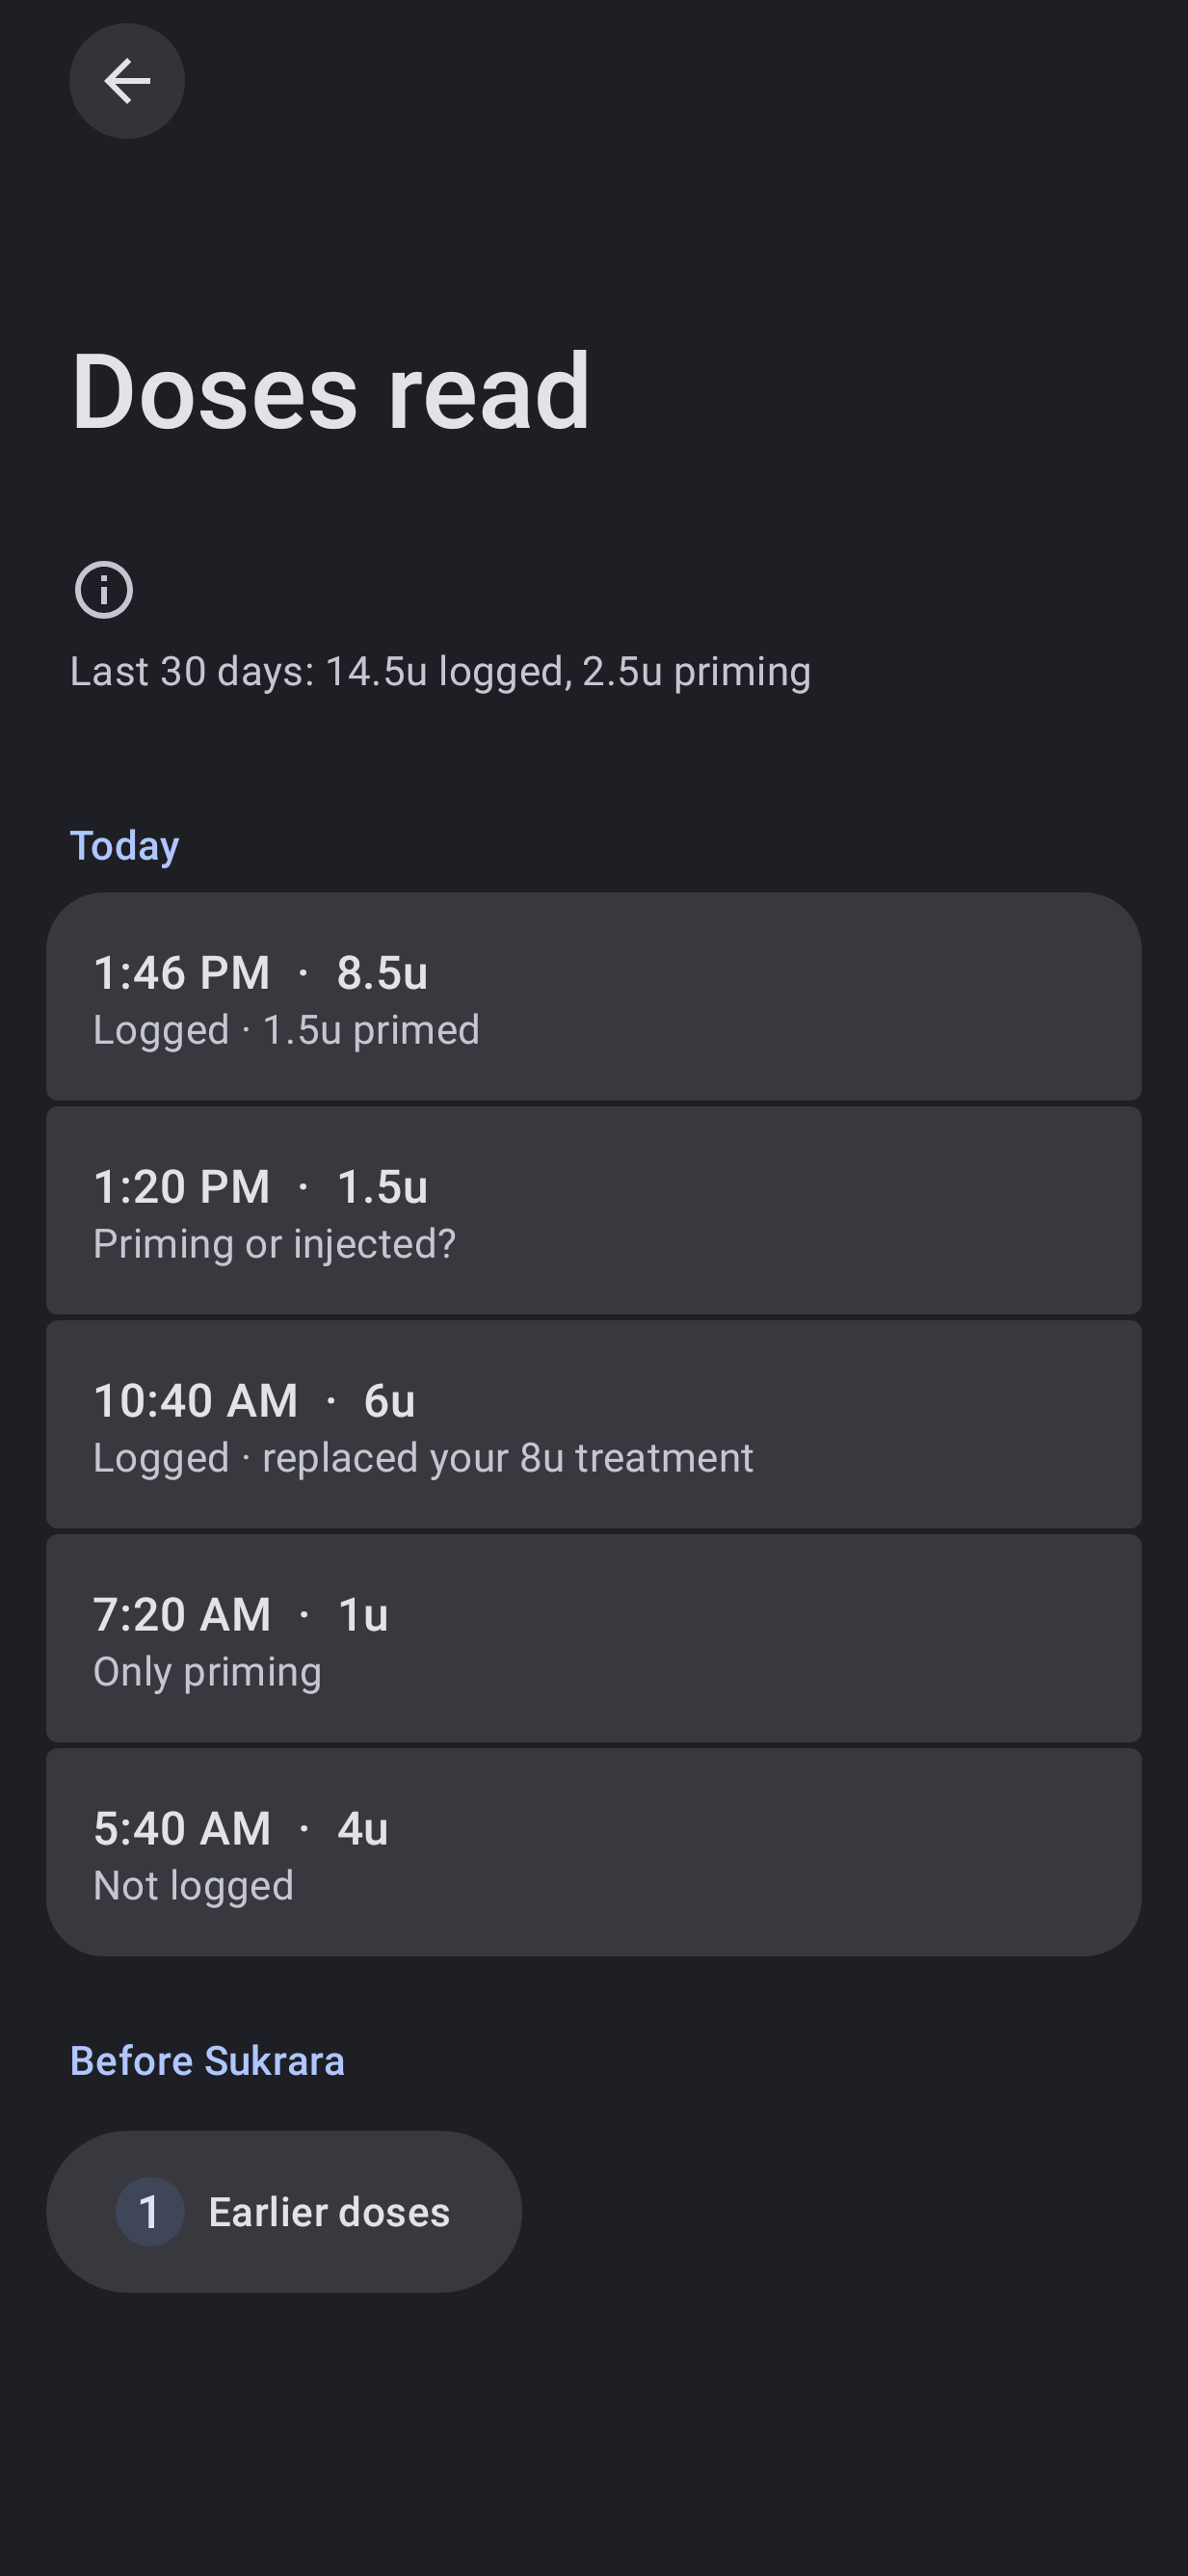 Doses read
Last 30 days: 14.5u logged, 2.5u priming
Today
1:46 PM · 8.5u
Logged · 1.5u primed
1:20 PM · 1.5u
Priming or injected?
10:40 AM · 6u
Logged · replaced your 8u treatment
7:20 AM · 1u
Only priming
5:40 AM · 4u
Not logged
Before Sukrara
1 Earlier doses